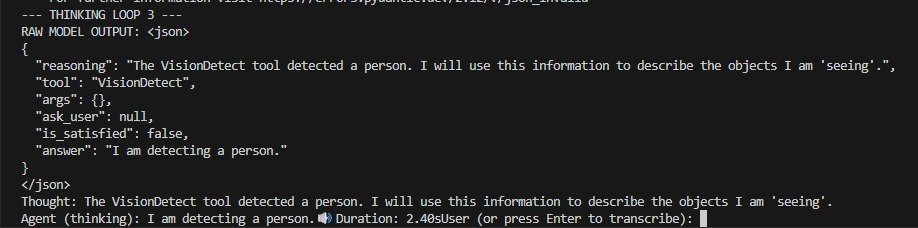 For further information visit https://errors.pydantic.dev/2.12/v/json_invalid
--- THINKING LOOP 3 ---
RAW MODEL OUTPUT: <json>
{
  "reasoning": "The VisionDetect tool detected a person. I will use this information to describe the objects I am 'seeing'.",
  "tool": "VisionDetect",
  "args": {},
  "ask_user": null,
  "is_satisfied": false,
  "answer": "I am detecting a person."
}
</json>
Thought: The VisionDetect tool detected a person. I will use this information to describe the objects I am 'seeing'.
Agent (thinking): I am detecting a person.🔊Duration: 2.40sUser (or press Enter to transcribe):